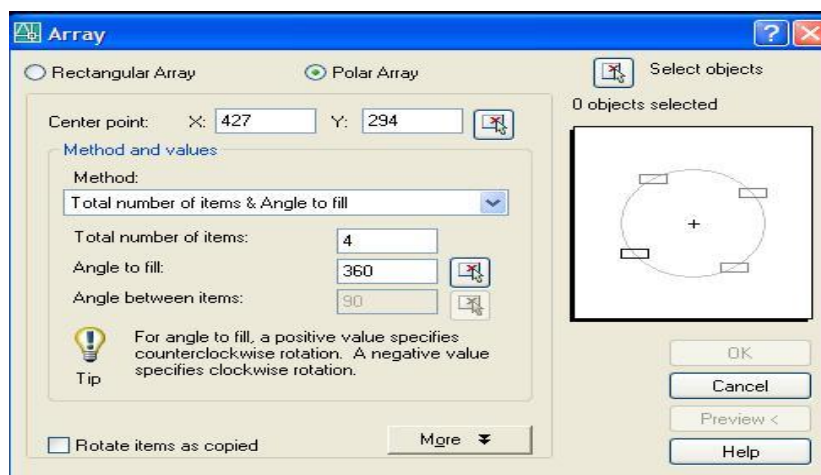 Array
Rectangular Array
Polar Array
Select objects
0 objects selected
Center point: X: 427 Y: 294
Method and values
Method:
Total number of items & Angle to fill
Total number of items: 4
Angle to fill: 360
Angle between items: 90
Tip
For angle to fill, a positive value specifies
counterclockwise rotation. A negative value
specifies clockwise rotation.
Rotate items as copied
More
OK
Cancel
Preview <
Help